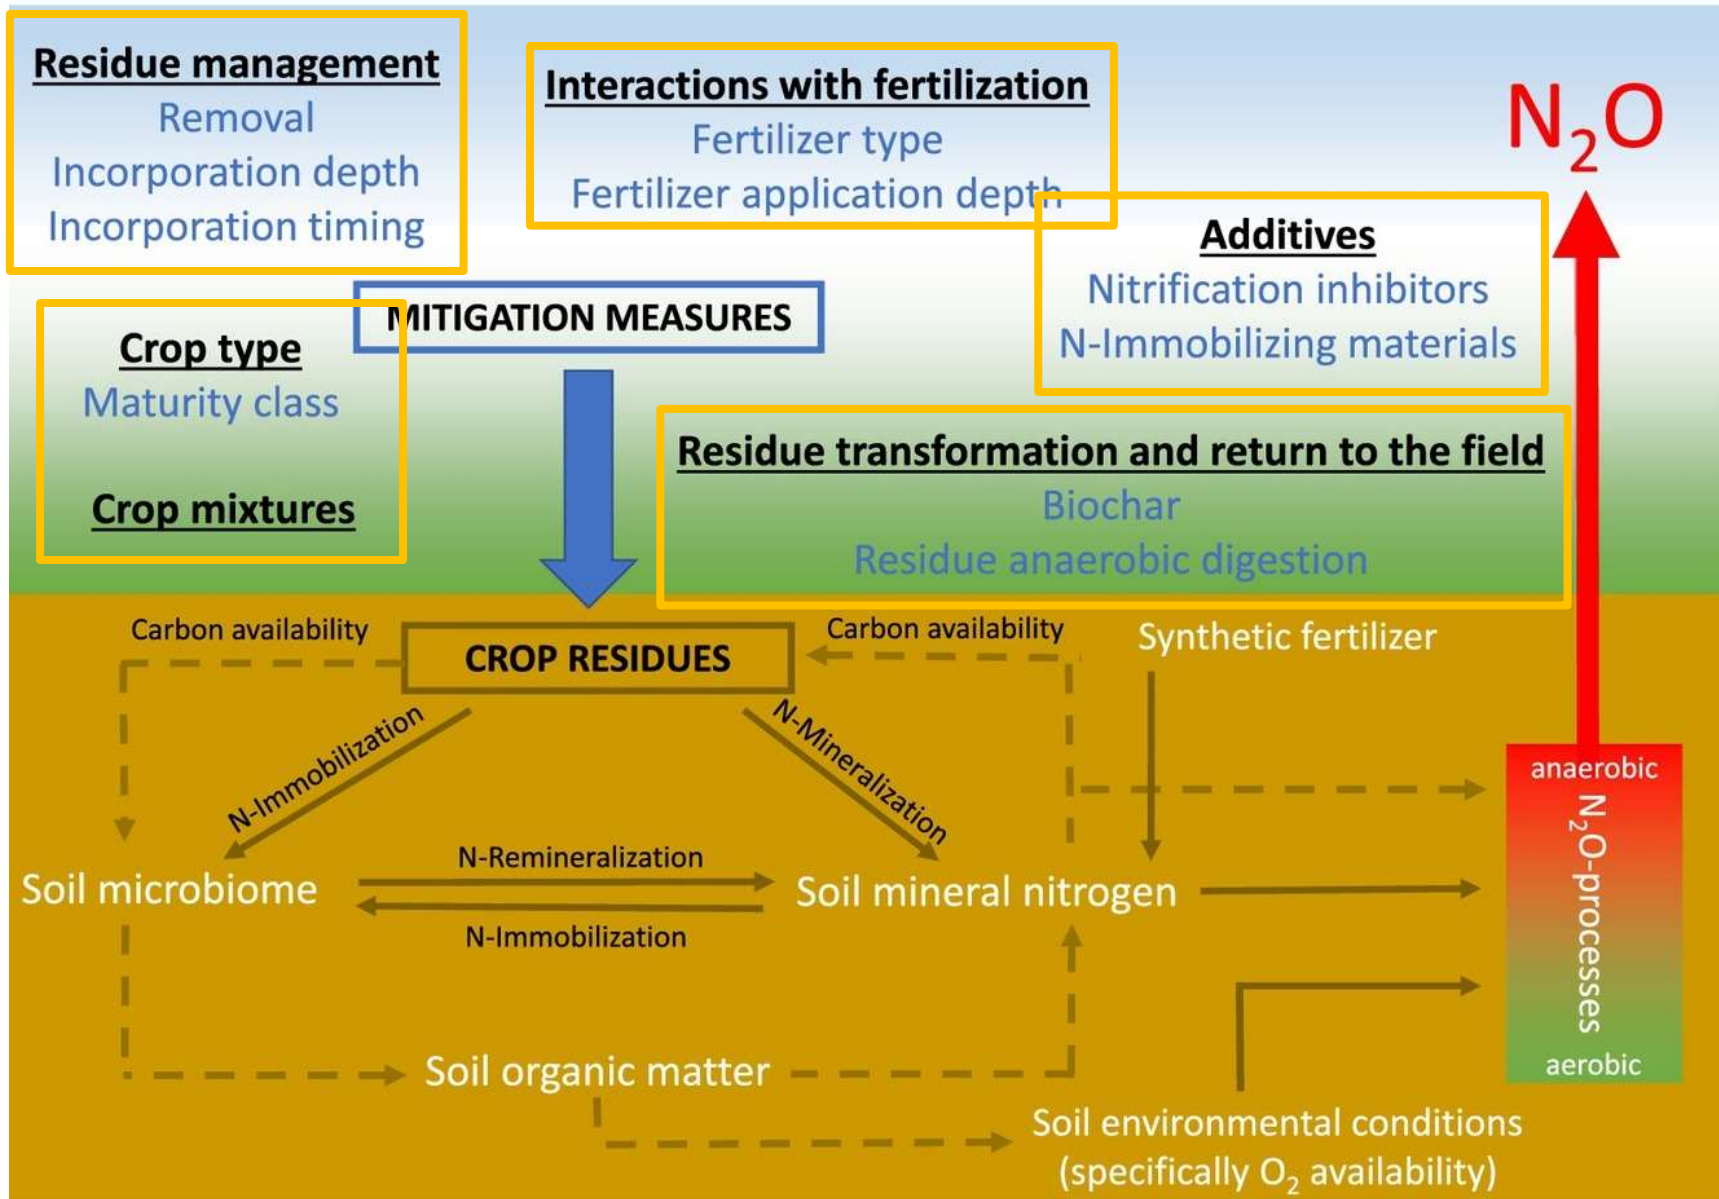 Residue management
Removal
Incorporation depth
Incorporation timing
Interactions with fertilization
Fertilizer type
Fertilizer application depth
N₂O
Additives
Nitrification inhibitors
N-Immobilizing materials
MITIGATION MEASURES
Crop type
Maturity class
Crop mixtures
Residue transformation and return to the field
Biochar
Residue anaerobic digestion
Carbon availability
CROP RESIDUES
Carbon availability
Synthetic fertilizer
N-Immobilization
N-Mineralization
anaerobic
N₂O-processes
aerobic
Soil microbiome
N-Remineralization
N-Immobilization
Soil mineral nitrogen
Soil organic matter
Soil environmental conditions
(specifically O₂ availability)